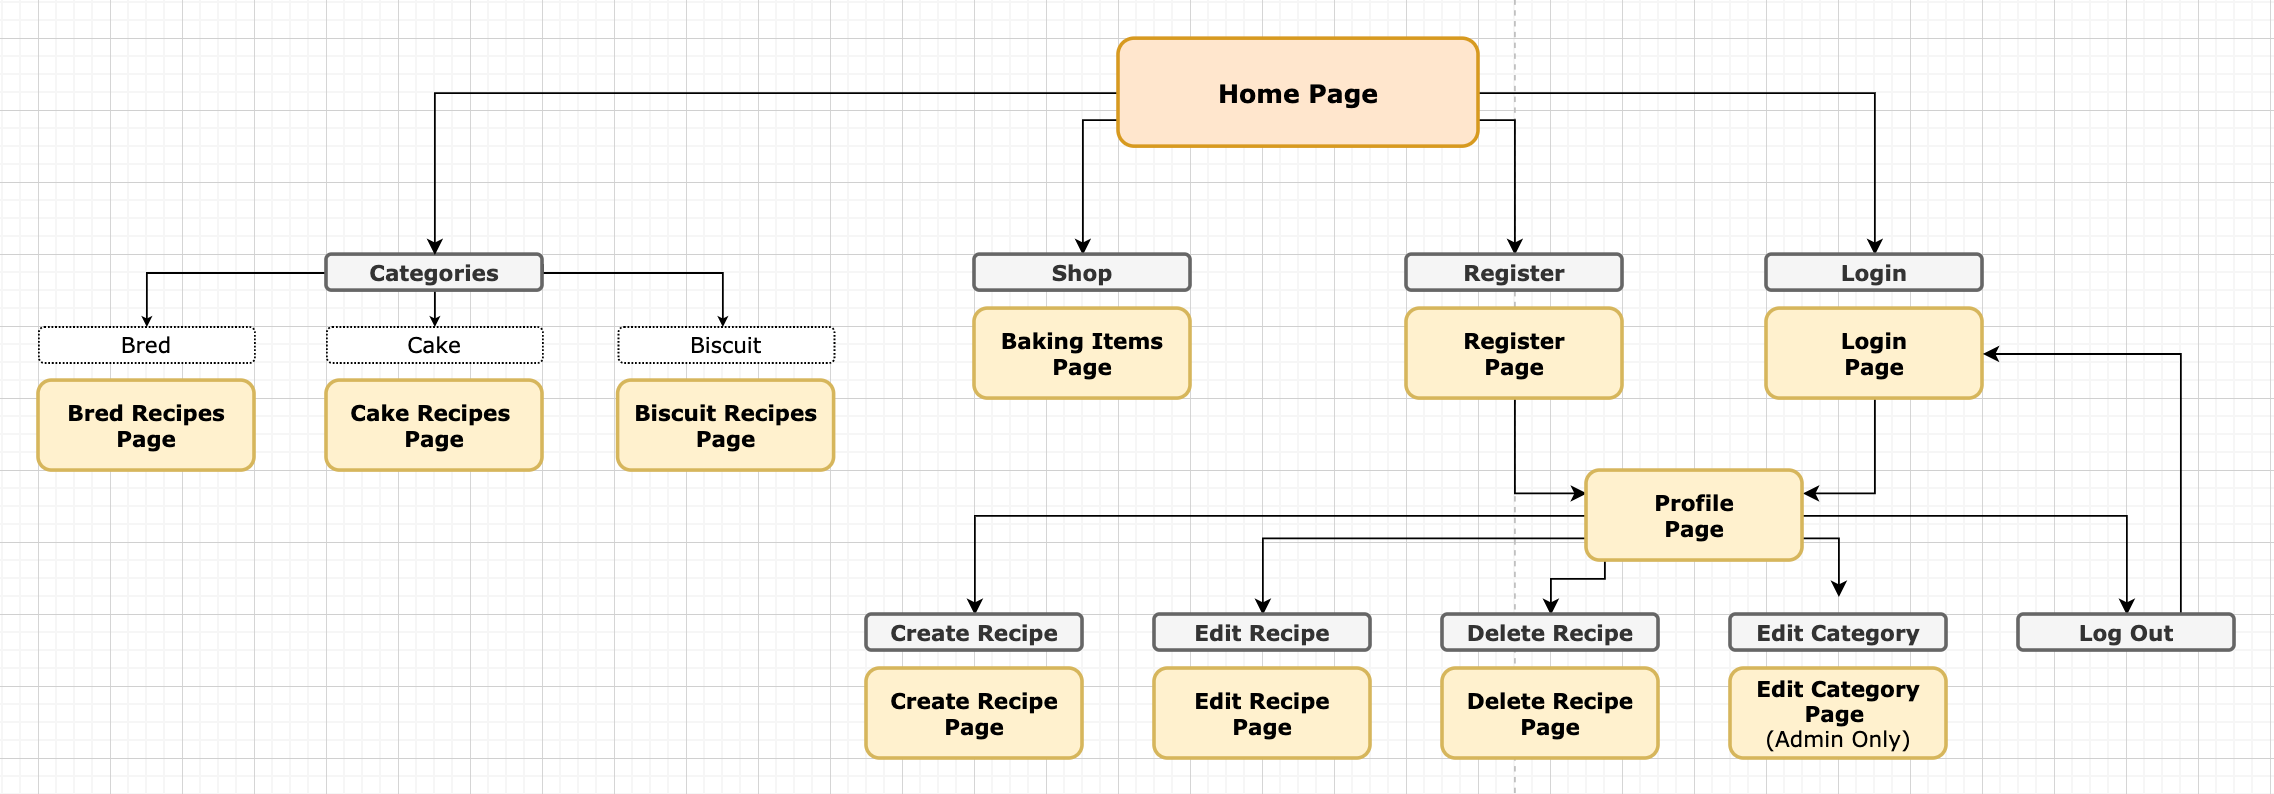 Home Page
Categories
Shop
Register
Login
Bred
Cake
Biscuit
Baking Items
Page
Register
Page
Login
Page
Bred Recipes
Page
Cake Recipes
Page
Biscuit Recipes
Page
Profile
Page
Create Recipe
Edit Recipe
Delete Recipe
Edit Category
Log Out
Create Recipe
Page
Edit Recipe
Page
Delete Recipe
Page
Edit Category
Page
(Admin Only)